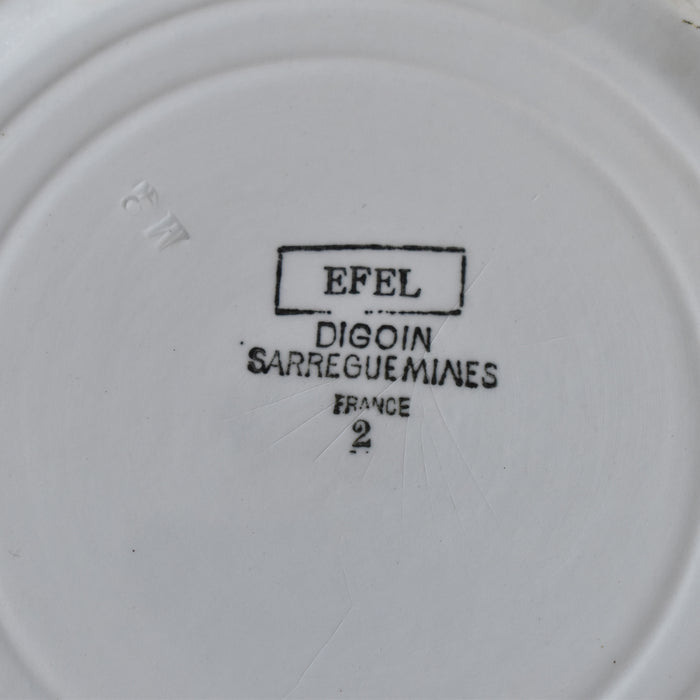 EFEL
DIGOIN
SARREGUEMINES
FRANCE
2